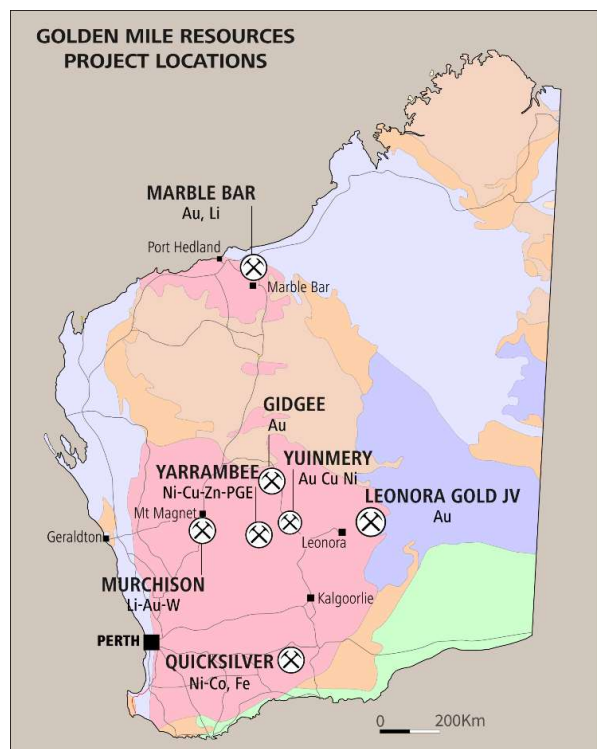 GOLDEN MILE RESOURCES
PROJECT LOCATIONS
MARBLE BAR
Au, Li
Port Hedland
Marble Bar
GIDGEE
Au
YARRAMBEE
Ni-Cu-Zn-PGE
YUINMERY
Au Cu Ni
LEONORA GOLD JV
Au
Mt Magnet
Geraldton
Leonora
MURCHISON
Li-Au-W
Kalgoorlie
PERTH
QUICKSILVER
Ni-Co, Fe
0 200Km